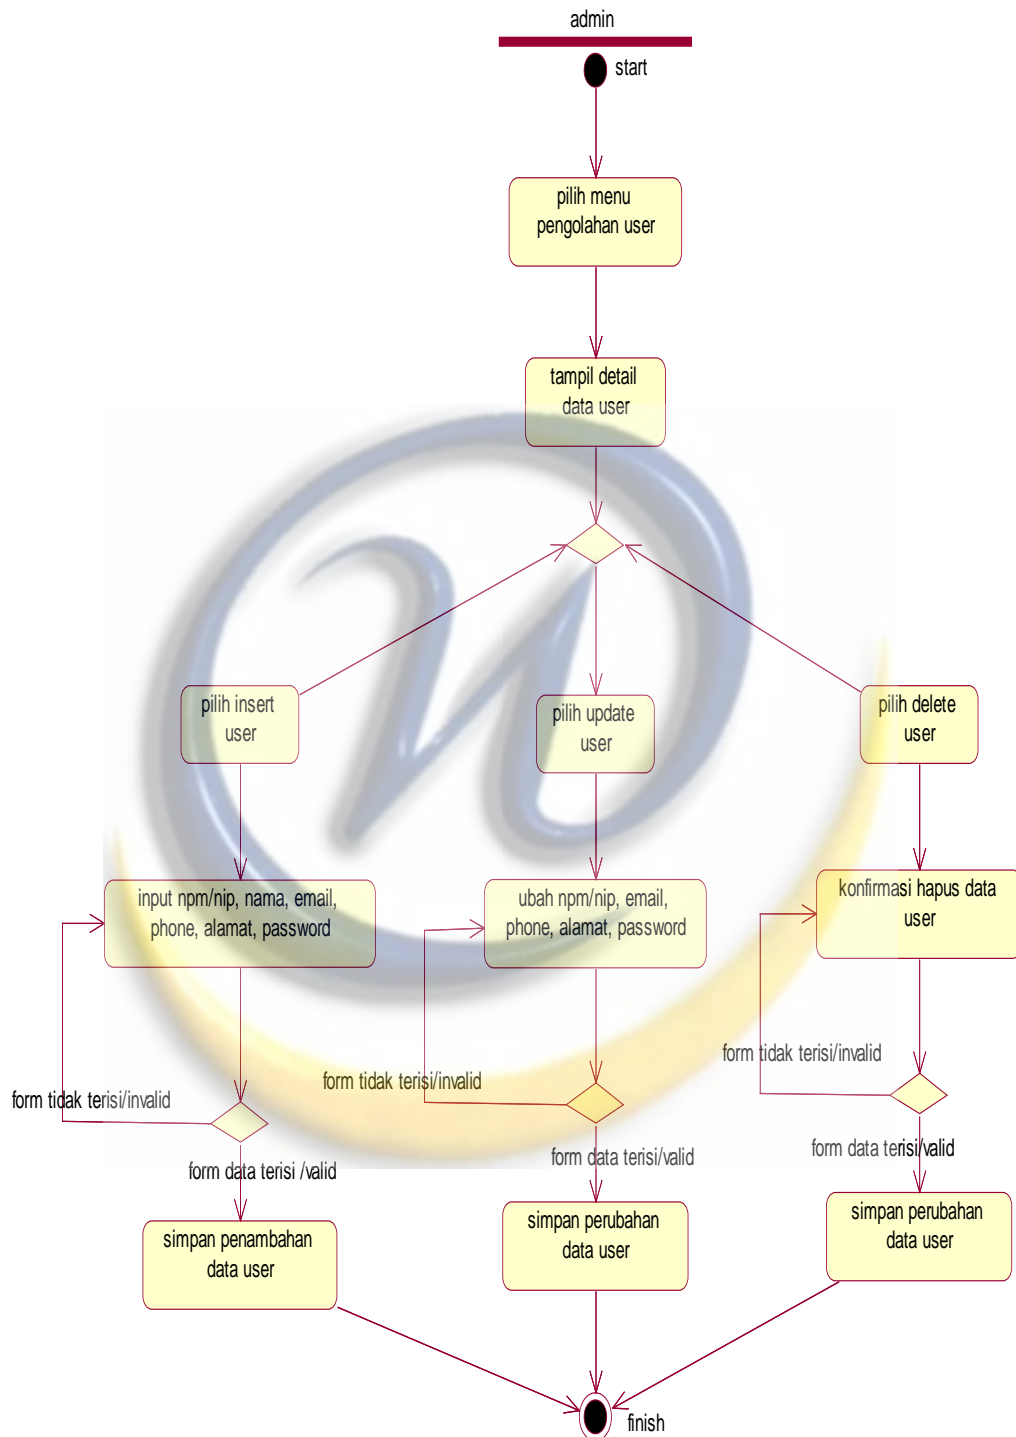 admin
start
pilih menu
pengolahan user
tampil detail
data user
pilih insert
user
pilih update
user
pilih delete
user
input npm/nip, nama, email,
phone, alamat, password
ubah npm/nip, email,
phone, alamat, password
konfirmasi hapus data
user
form tidak terisi/invalid
form tidak terisi/invalid
form tidak terisi/invalid
form data terisi /valid
form data terisi/valid
form data terisi/valid
simpan penambahan
data user
simpan perubahan
data user
simpan perubahan
data user
finish